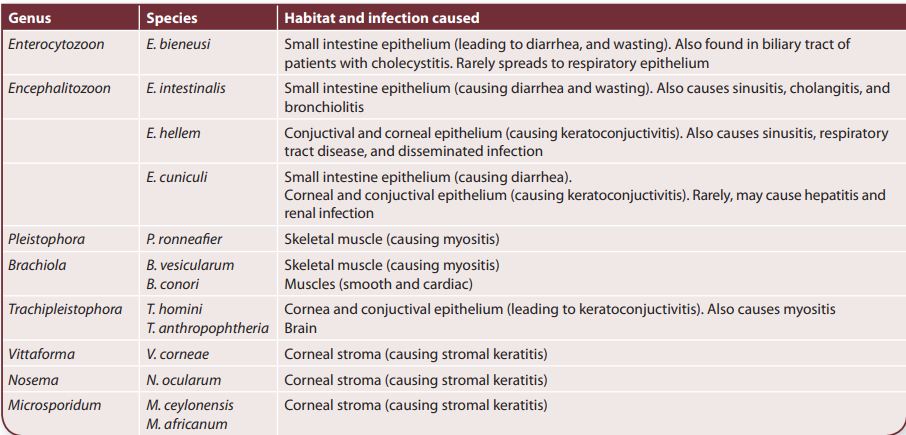 Genus Species Habitat and infection caused
Enterocytozoon E. bieneusi Small intestine epithelium (leading to diarrhea, and wasting). Also found in biliary tract of
patients with cholecystitis. Rarely spreads to respiratory epithelium
Encephalitozoon E. intestinalis Small intestine epithelium (causing diarrhea and wasting). Also causes sinusitis, cholangitis, and
bronchiolitis
E. hellem Conjuctival and corneal epithelium (causing keratoconjuctivitis). Also causes sinusitis, respiratory
tract disease, and disseminated infection
E. cuniculi Small intestine epithelium (causing diarrhea).
Corneal and conjuctival epithelium (causing keratoconjuctivitis). Rarely, may cause hepatitis and
renal infection
Pleistophora P. ronneafier Skeletal muscle (causing myositis)
Brachiola B. vesicularum Skeletal muscle (causing myositis)
B. conori Muscles (smooth and cardiac)
Trachipleistophora T. homini Cornea and conjuctival epithelium (leading to keratoconjuctivitis). Also causes myositis
T. anthropophtheria Brain
Vittaforma V. corneae Corneal stroma (causing stromal keratitis)
Nosema N. ocularum Corneal stroma (causing stromal keratitis)
Microsporidum M. ceylonensis Corneal stroma (causing stromal keratitis)
M. africanum